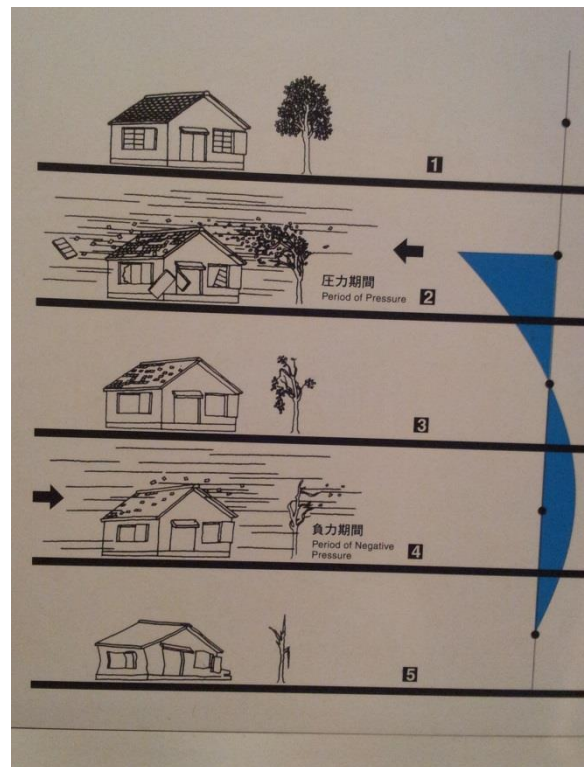 1
圧力期間
Period of Pressure 2
3
負力期間
Period of Negative
Pressure 4
5